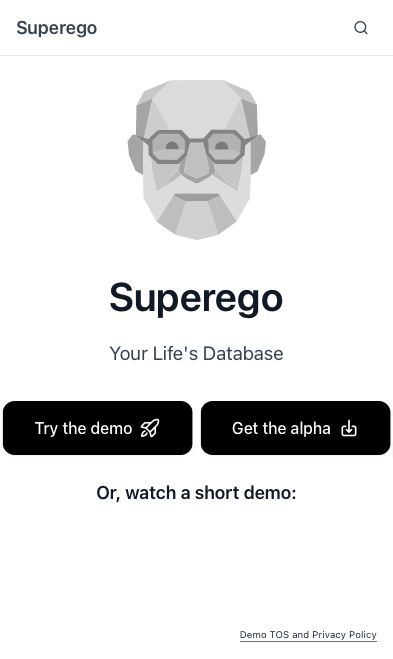 Superego
Superego
Your Life's Database
Try the demo
Get the alpha
Or, watch a short demo:
Demo TOS and Privacy Policy